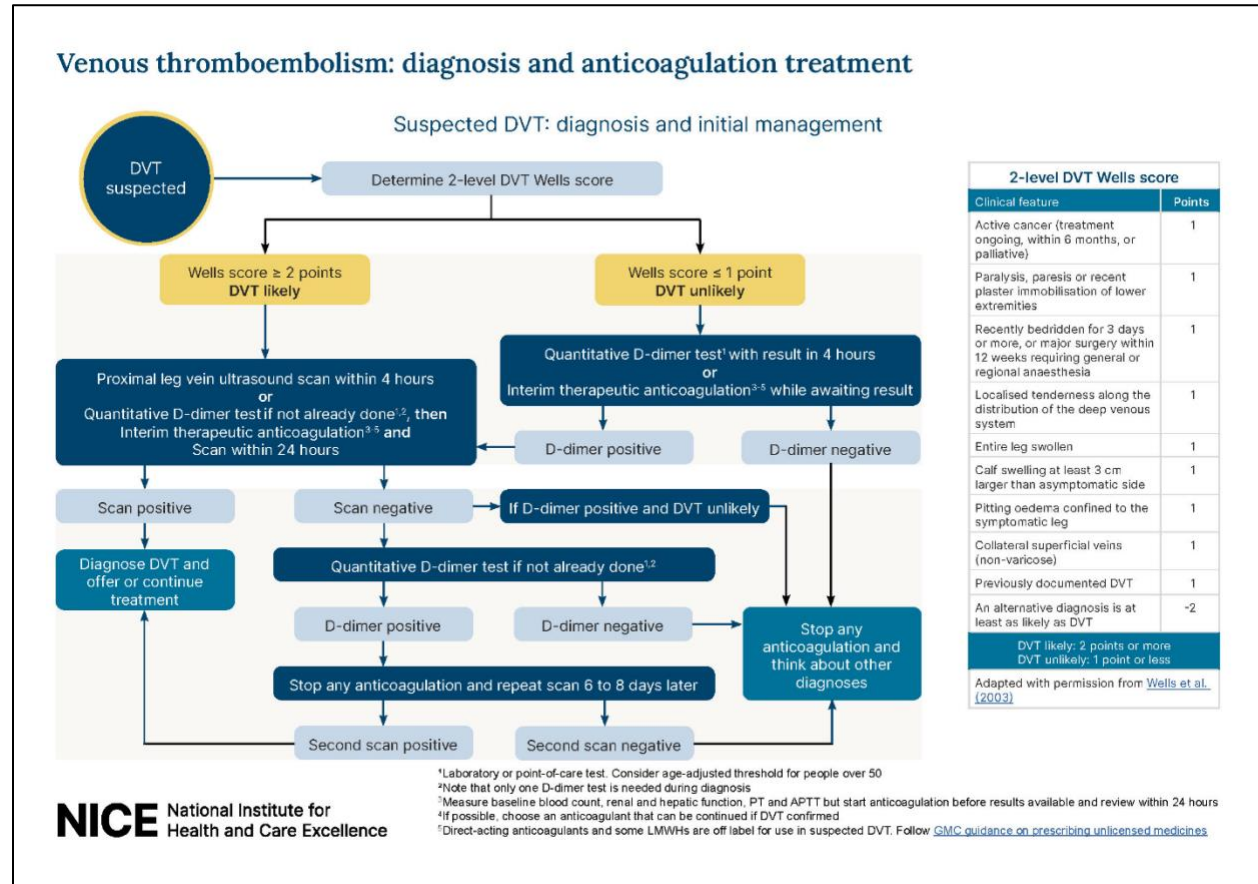 Venous thromboembolism: diagnosis and anticoagulation treatment
Suspected DVT: diagnosis and initial management
DVT
suspected
Determine 2-level DVT Wells score
Wells score ≥ 2 points
DVT likely
Wells score ≤ 1 point
DVT unlikely
Proximal leg vein ultrasound scan within 4 hours
or
Quantitative D-dimer test if not already done¹,², then
Interim therapeutic anticoagulation³-⁵ and
Scan within 24 hours
Quantitative D-dimer test¹ with result in 4 hours
or
Interim therapeutic anticoagulation³-⁵ while awaiting result
D-dimer positive
D-dimer negative
Scan positive
Scan negative
If D-dimer positive and DVT unlikely
Diagnose DVT and
offer or continue
treatment
Quantitative D-dimer test if not already done¹,²
D-dimer positive
D-dimer negative
Stop any
anticoagulation and
think about other
diagnoses
Stop any anticoagulation and repeat scan 6 to 8 days later
Second scan positive
Second scan negative
2-level DVT Wells score
Clinical feature Points
Active cancer (treatment 1
ongoing, within 6 months, or
palliative)
Paralysis, paresis or recent 1
plaster immobilisation of lower
extremities
Recently bedridden for 3 days 1
or more, or major surgery within
12 weeks requiring general or
regional anaesthesia
Localised tenderness along the 1
distribution of the deep venous
system
Entire leg swollen 1
Calf swelling at least 3 cm 1
larger than asymptomatic side
Pitting oedema confined to the 1
symptomatic leg
Collateral superficial veins 1
(non-varicose)
Previously documented DVT 1
An alternative diagnosis is at -2
least as likely as DVT
DVT likely: 2 points or more
DVT unlikely: 1 point or less
Adapted with permission from Wells et al.
(2003)
¹Laboratory or point-of-care test. Consider age-adjusted threshold for people over 50
²Note that only one D-dimer test is needed during diagnosis
³Measure baseline blood count, renal and hepatic function, PT and APTT but start anticoagulation before results available and review within 24 hours
⁴If possible, choose an anticoagulant that can be continued if DVT confirmed
⁵Direct-acting anticoagulants and some LMWHs are off label for use in suspected DVT. Follow GMC guidance on prescribing unlicensed medicines
NICE National Institute for
Health and Care Excellence